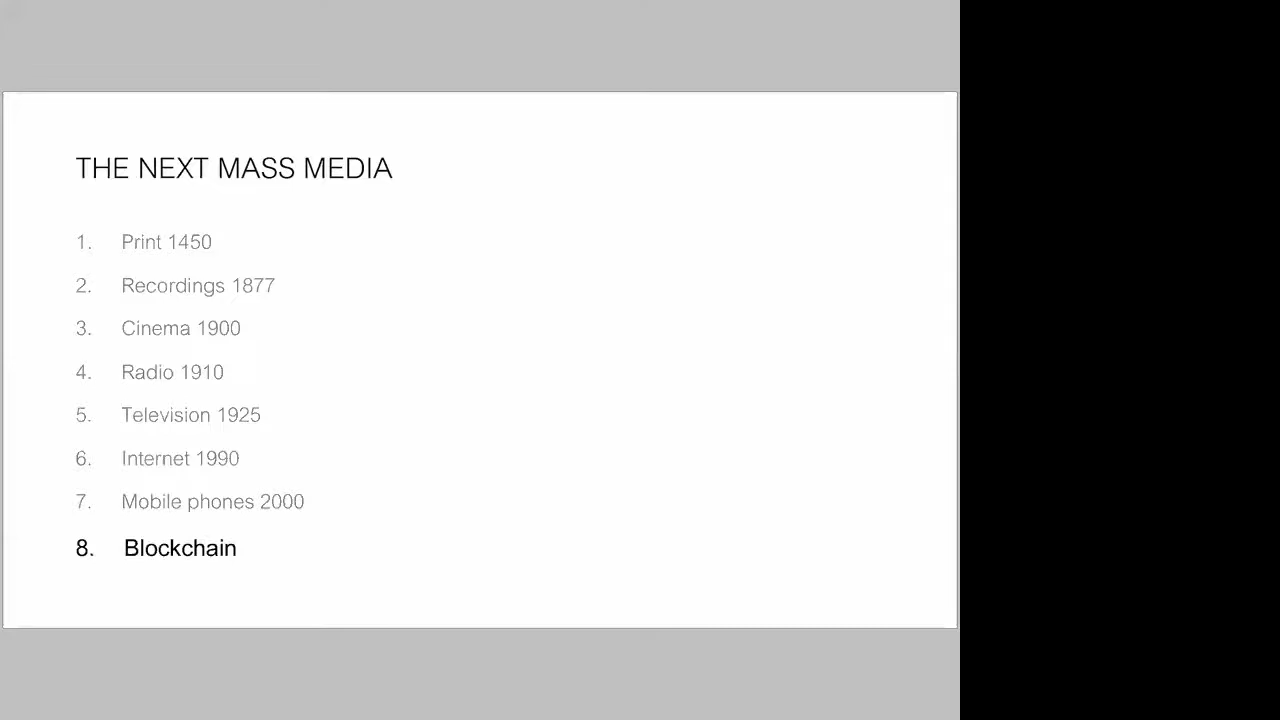 THE NEXT MASS MEDIA
1. Print 1450
2. Recordings 1877
3. Cinema 1900
4. Radio 1910
5. Television 1925
6. Internet 1990
7. Mobile phones 2000
8. Blockchain